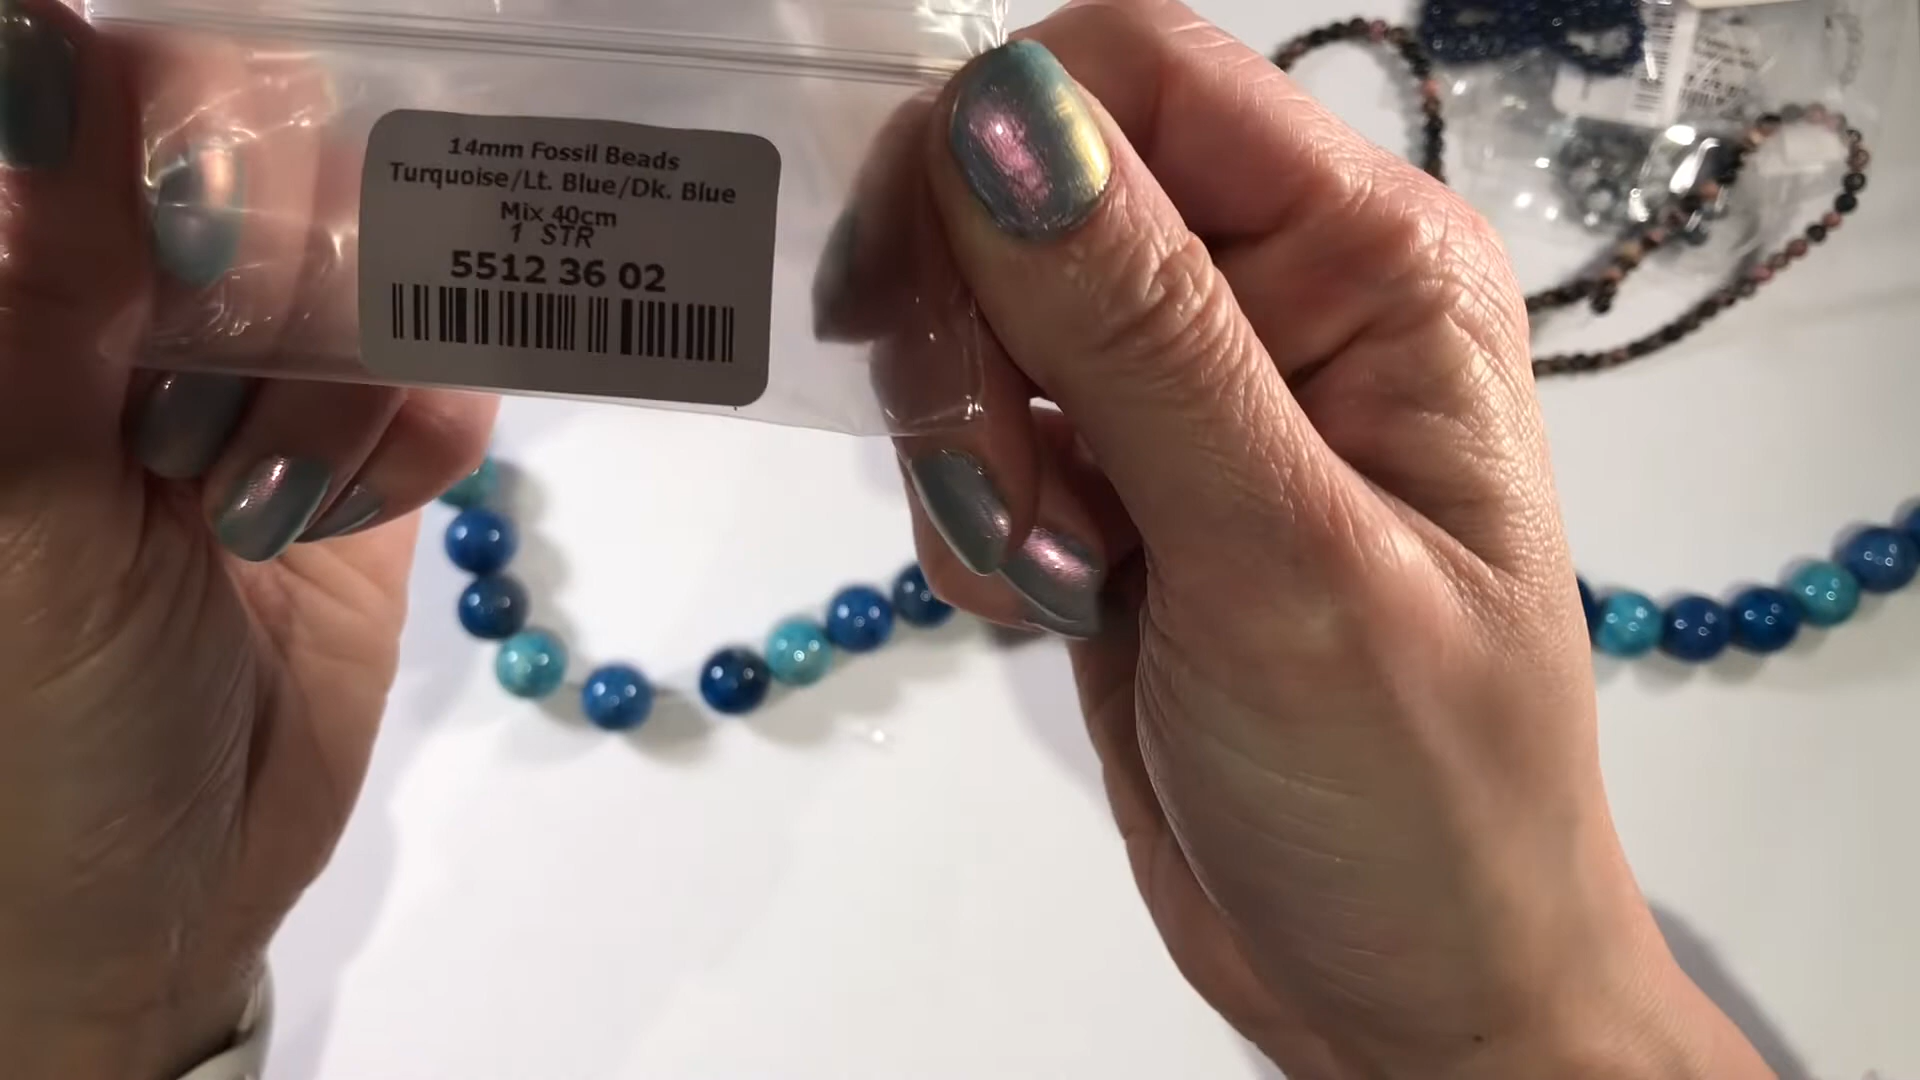 14mm Fossil Beads
Turquoise/Lt. Blue/Dk. Blue
Mix 40cm
1 STR
5512 36 02